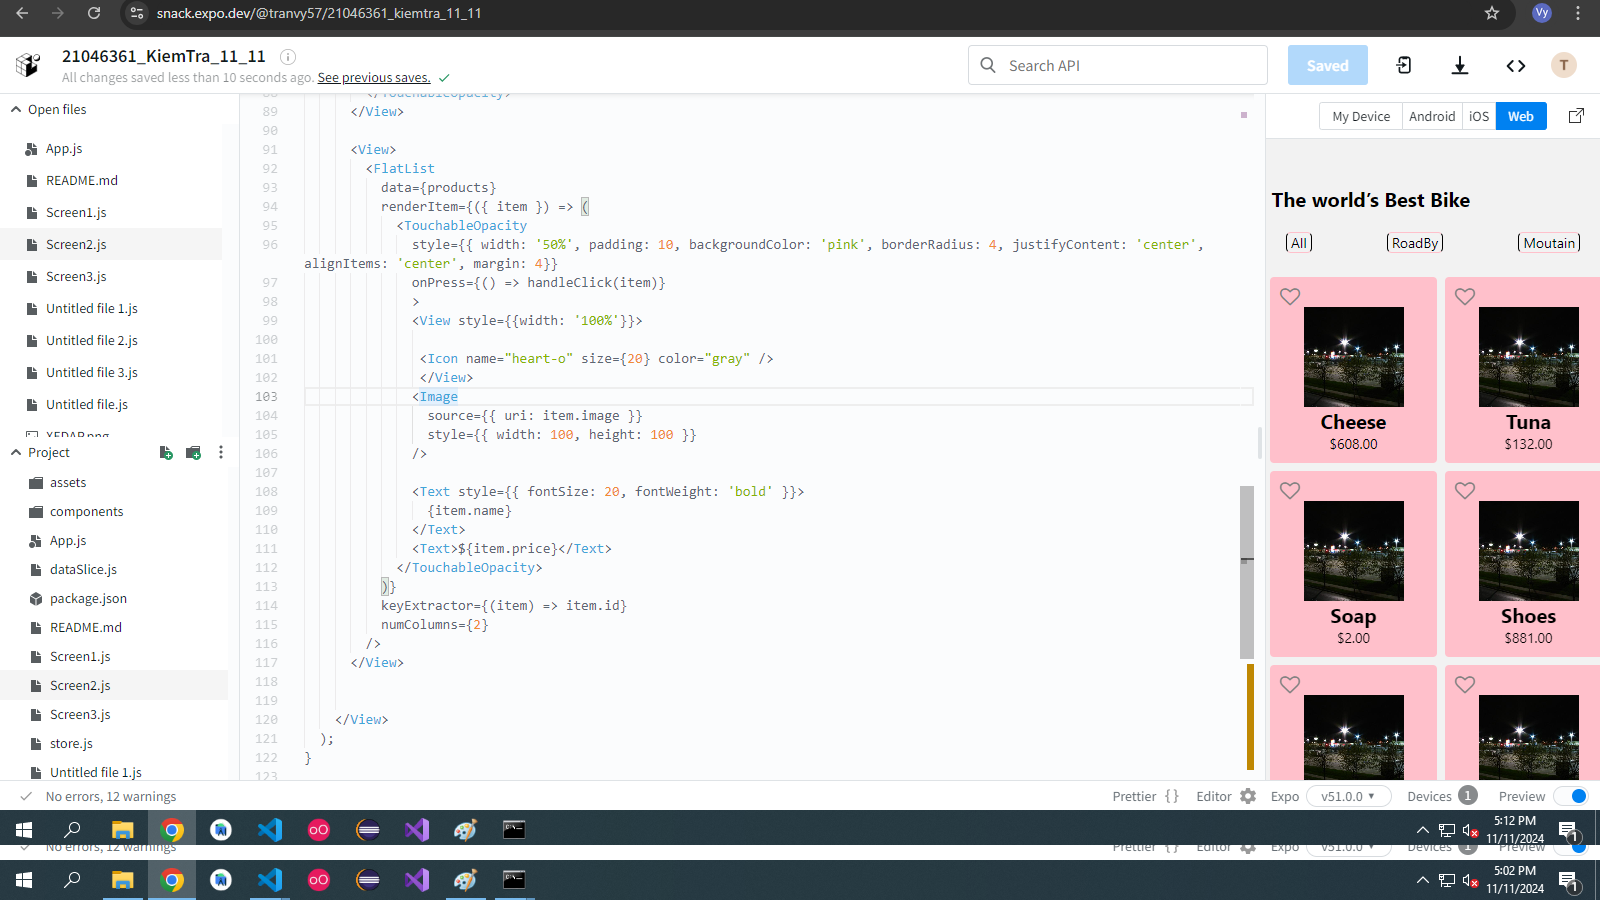 snack.expo.dev/@tranvy57/21046361_kiemtra_11_11
Vy
21046361_KiemTra_11_11
All changes saved less than 10 seconds ago. See previous saves.
Search API
Saved
T
Open files
App.js
README.md
Screen1.js
Screen2.js
Screen3.js
Untitled file 1.js
Untitled file 2.js
Untitled file 3.js
Untitled file.js
Project
assets
components
App.js
dataSlice.js
package.json
README.md
Screen1.js
Screen2.js
Screen3.js
store.js
Untitled file 1.js
88 </TouchableOpacity>
89 </View>
90
91 <View>
92 <FlatList
93 data={products}
94 renderItem={({ item }) => (
95 <TouchableOpacity
96 style={{ width: '50%', padding: 10, backgroundColor: 'pink', borderRadius: 4, justifyContent: 'center',
alignItems: 'center', margin: 4}}
97 onPress={() => handleClick(item)}
98 >
99 <View style={{width: '100%'}}>
100
101 <Icon name="heart-o" size={20} color="gray" />
102 </View>
103 <Image
104 source={{ uri: item.image }}
105 style={{ width: 100, height: 100 }}
106 />
107
108 <Text style={{ fontSize: 20, fontWeight: 'bold' }}>
109 {item.name}
110 </Text>
111 <Text>${item.price}</Text>
112 </TouchableOpacity>
113 )}
114 keyExtractor={(item) => item.id}
115 numColumns={2}
116 />
117 </View>
118
119
120 </View>
121 );
122 }
123
My Device Android iOS Web
The world's Best Bike
All RoadBy Moutain
Cheese Tuna
$608.00 $132.00
Soap Shoes
$2.00 $881.00
No errors, 12 warnings
Prettier { } Editor Expo v51.0.0 Devices 1 Preview
5:12 PM
11/11/2024
1
No errors, 12 warnings
Prettier { } Editor Expo v51.0.0 Devices 1 Preview
5:02 PM
11/11/2024
1